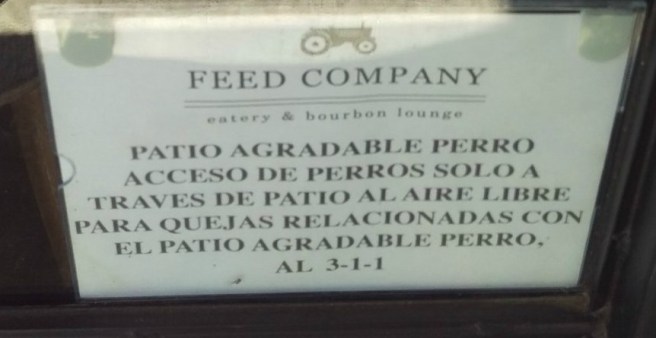 FEED COMPANY
eatery & bourbon lounge
PATIO AGRADABLE PERRO
ACCESO DE PERROS SOLO A
TRAVES DE PATIO AL AIRE LIBRE
PARA QUEJAS RELACIONADAS CON
EL PATIO AGRADABLE PERRO,
AL 3-1-1